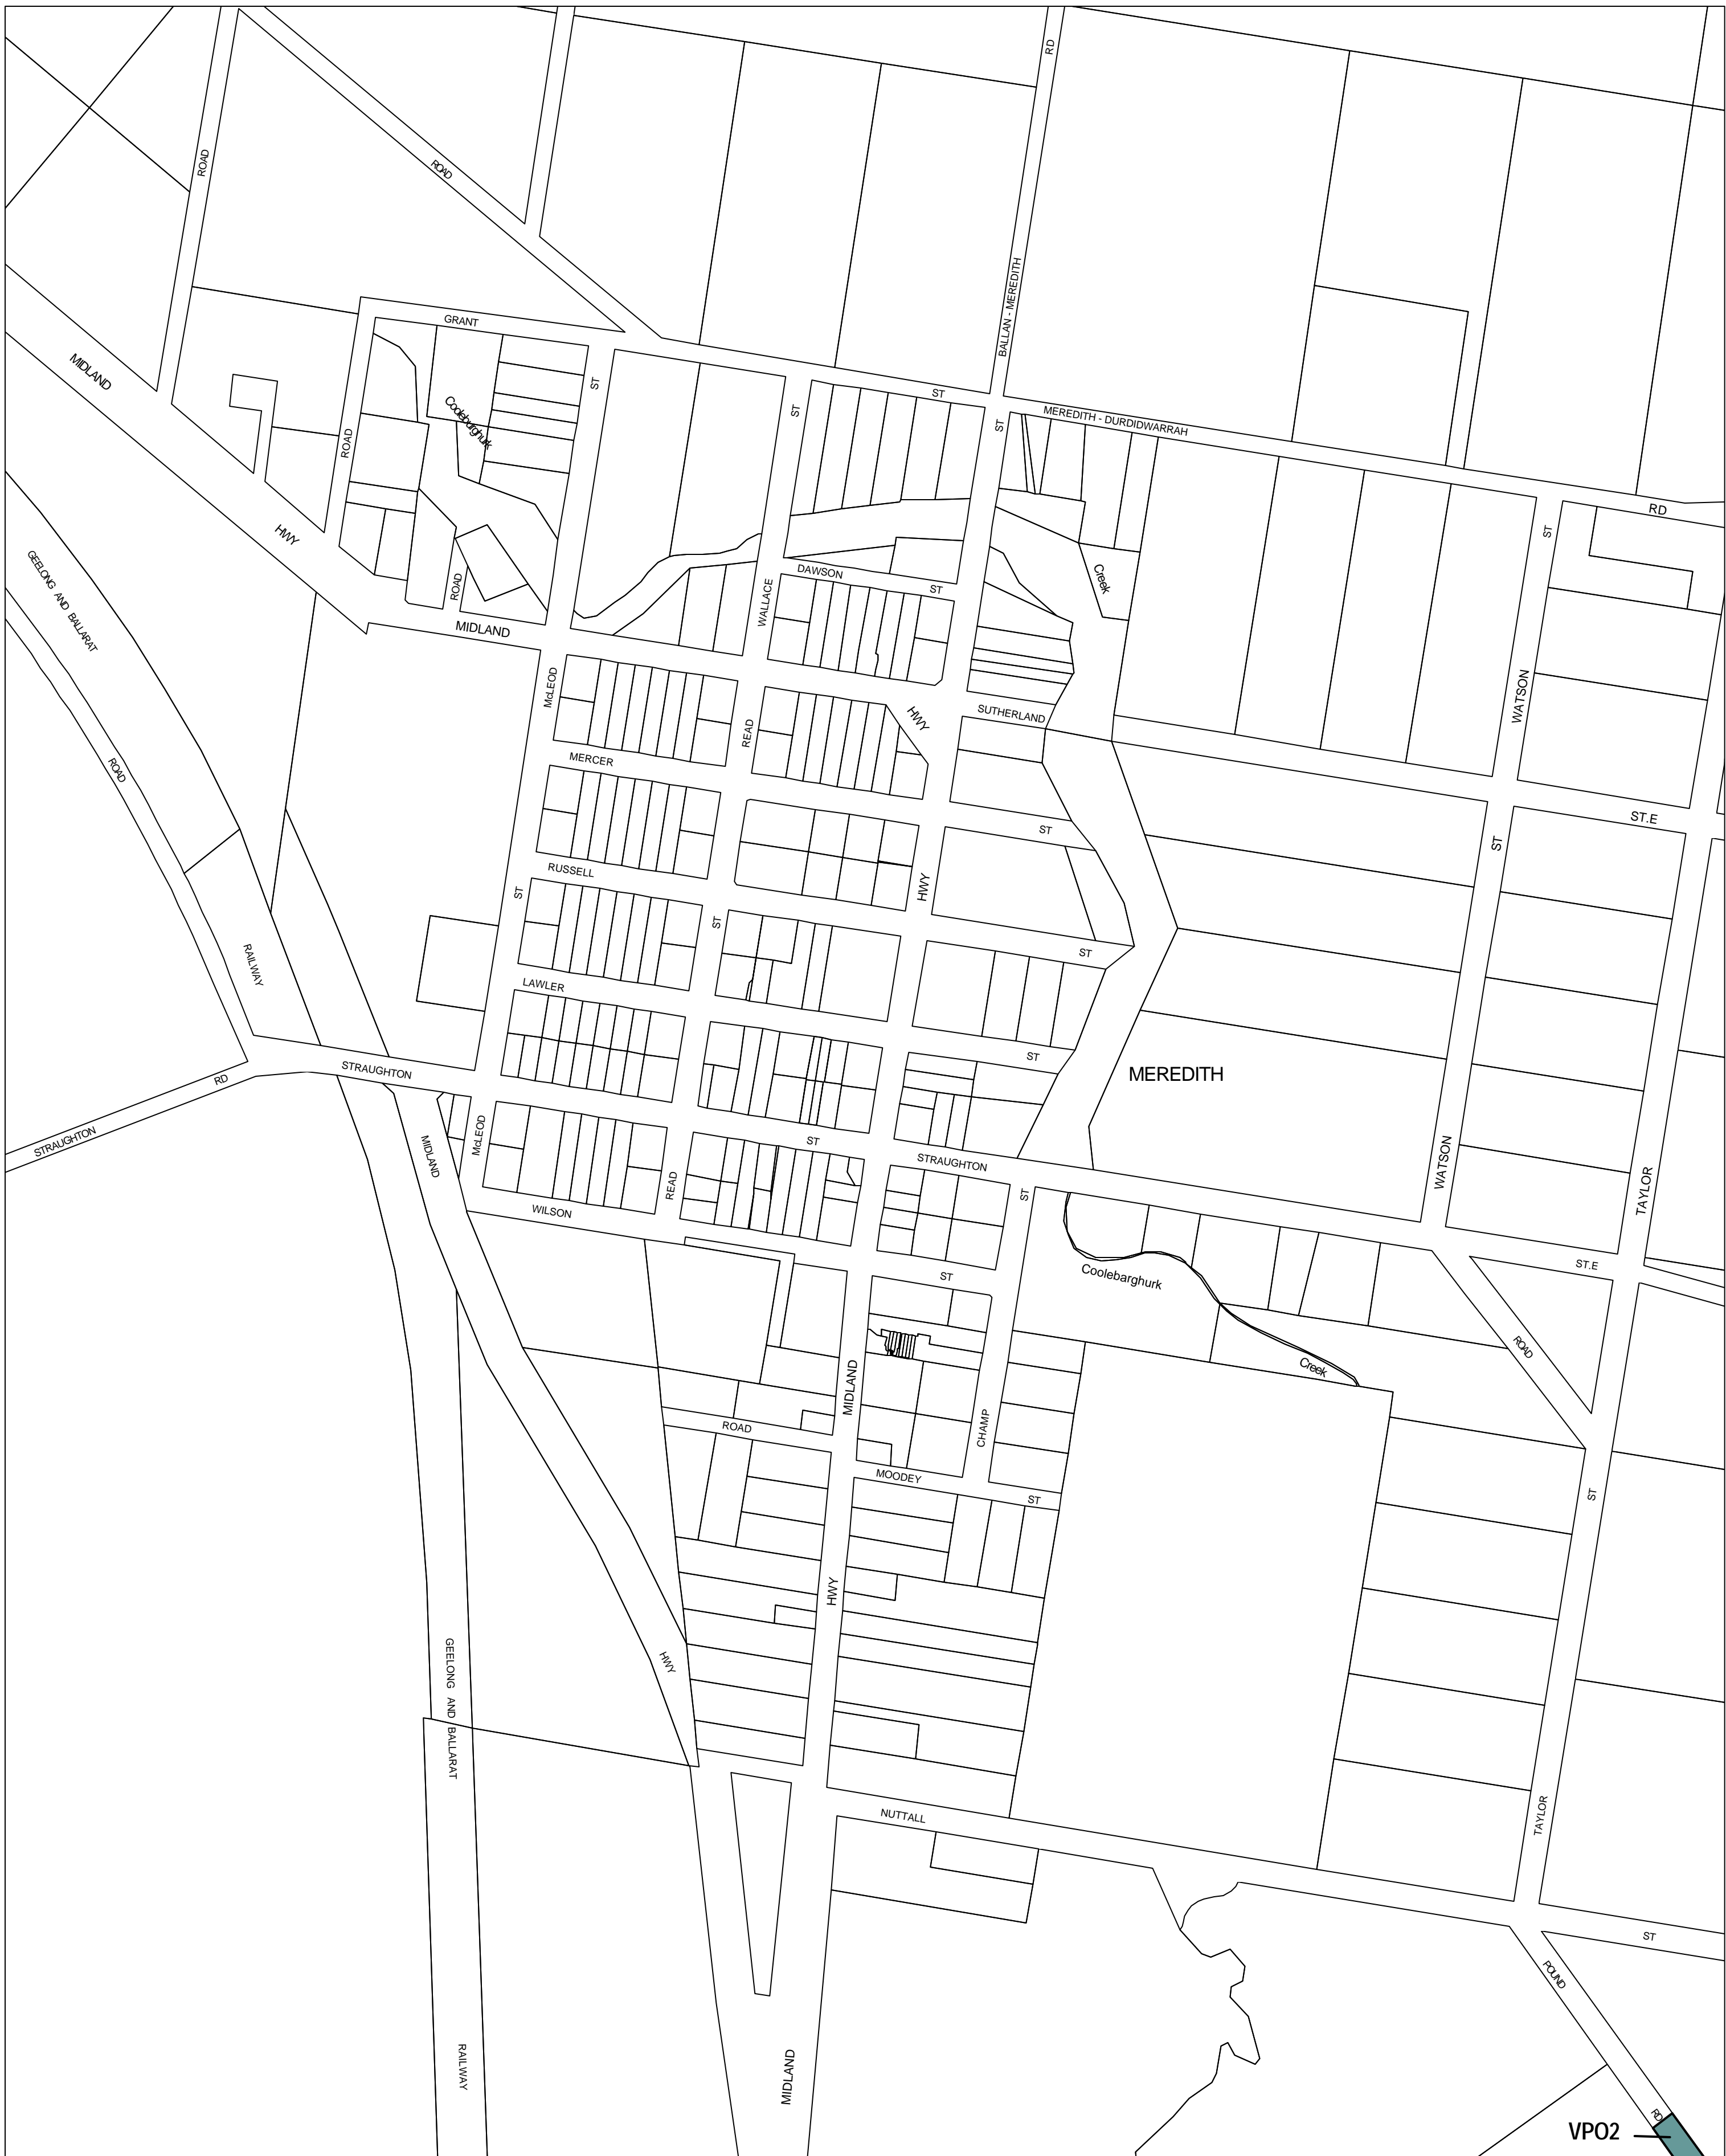 RD
ROAD
ROAD
BALLAN - MEREDITH
GRANT
MIDLAND
ST
ST
ST
Coolebarghurk
MEREDITH - DURDIDWARRAH
ST
ROAD
RD
HWY
ST
GEELONG AND BALLARAT
DAWSON
ST
Creek
ROAD
WALLACE
MIDLAND
McLEOD
WATSON
SUTHERLAND
HWY
READ
MERCER
ROAD
ST.E
ST
ST
RUSSELL
HWY
ST
ST
ST
RAILWAY
LAWLER
ST
STRAUGHTON
MEREDITH
RD
STRAUGHTON
McLEOD
MIDLAND
ST
STRAUGHTON
WATSON
READ
TAYLOR
ST
WILSON
ST.E
ST
Coolebarghurk
ROAD
Creek
MIDLAND
CHAMP
ROAD
MOODEY
ST
ST
HWY
HWY
GEELONG AND BALLARAT
NUTTALL
TAYLOR
ST
POUND
RAILWAY
MIDLAND
RD
VPO2